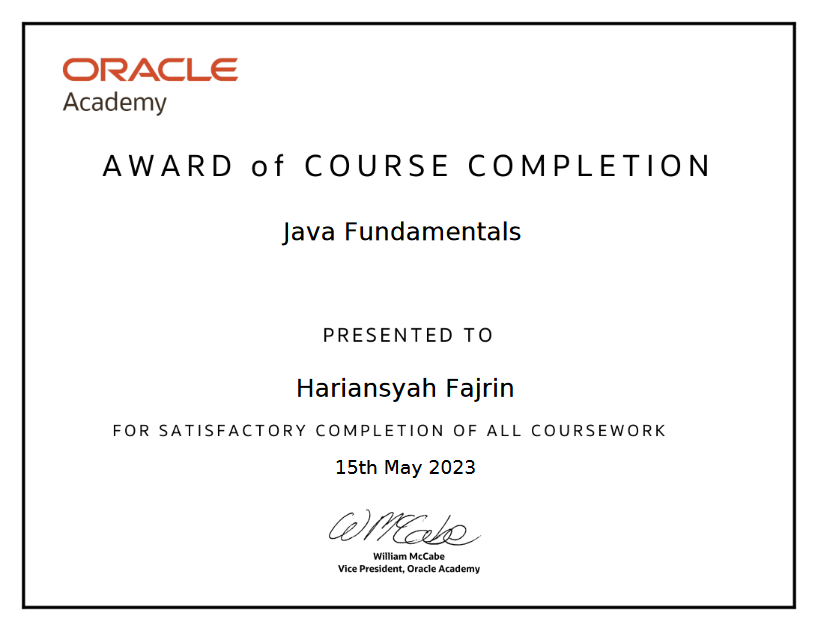 ORACLE
Academy
AWARD of COURSE COMPLETION
Java Fundamentals
PRESENTED TO
Hariansyah Fajrin
FOR SATISFACTORY COMPLETION OF ALL COURSEWORK
15th May 2023
W McCabe
William McCabe
Vice President, Oracle Academy